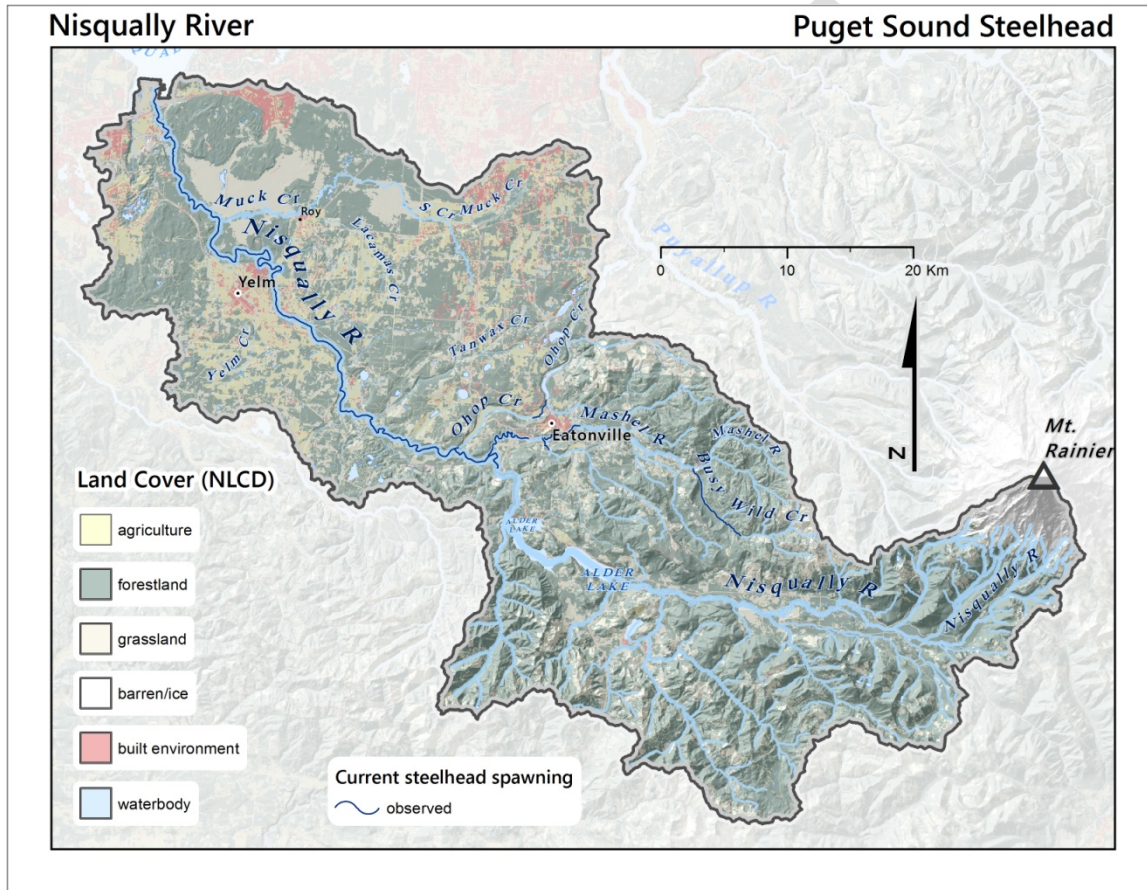 Nisqually River
Puget Sound Steelhead
Muck Cr
Roy
S Cr Muck Cr
Lacamas Cr
Nisqually R
Yelm
Yelm Cr
Tanwax Cr
Ohop Cr
Ohop Cr
Puyallup R
0 10 20 Km
N
Mashel R
Eatonville
Mashel R
Busy Wild Cr
Mt.
Rainier
ALDER
LAKE
ALDER
LAKE
Nisqually R
Nisqually R
Land Cover (NLCD)
agriculture
forestland
grassland
barren/ice
built environment
waterbody
Current steelhead spawning
observed